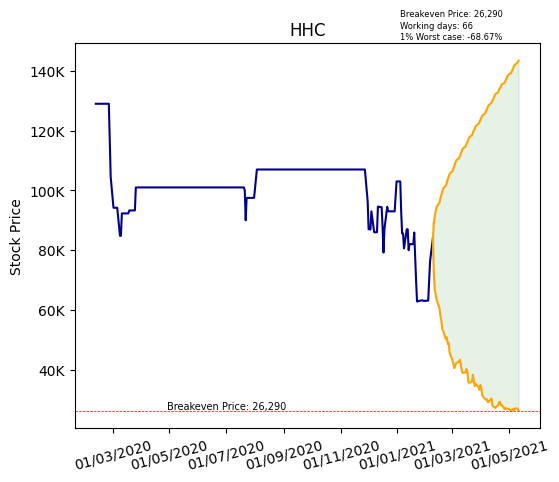 Breakeven Price: 26,290
Working days: 66
1% Worst case: -68.67%
HHC
Stock Price
140K
120K
100K
80K
60K
40K
Breakeven Price: 26,290
01/03/2020
01/05/2020
01/07/2020
01/09/2020
01/11/2020
01/01/2021
01/03/2021
01/05/2021